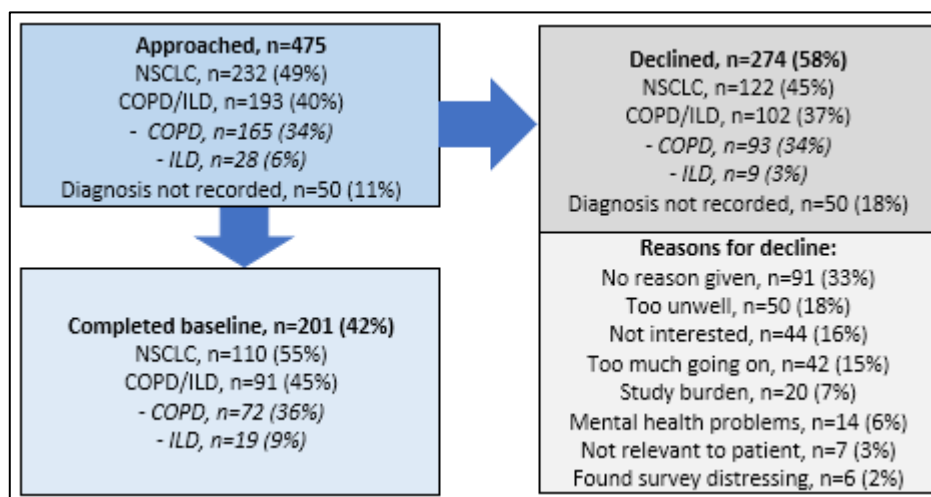 Approached, n=475
NSCLC, n=232 (49%)
COPD/ILD, n=193 (40%)
- COPD, n=165 (34%)
- ILD, n=28 (6%)
Diagnosis not recorded, n=50 (11%)
Declined, n=274 (58%)
NSCLC, n=122 (45%)
COPD/ILD, n=102 (37%)
- COPD, n=93 (34%)
- ILD, n=9 (3%)
Diagnosis not recorded, n=50 (18%)
Reasons for decline:
No reason given, n=91 (33%)
Too unwell, n=50 (18%)
Not interested, n=44 (16%)
Too much going on, n=42 (15%)
Study burden, n=20 (7%)
Mental health problems, n=14 (6%)
Not relevant to patient, n=7 (3%)
Found survey distressing, n=6 (2%)
Completed baseline, n=201 (42%)
NSCLC, n=110 (55%)
COPD/ILD, n=91 (45%)
- COPD, n=72 (36%)
- ILD, n=19 (9%)